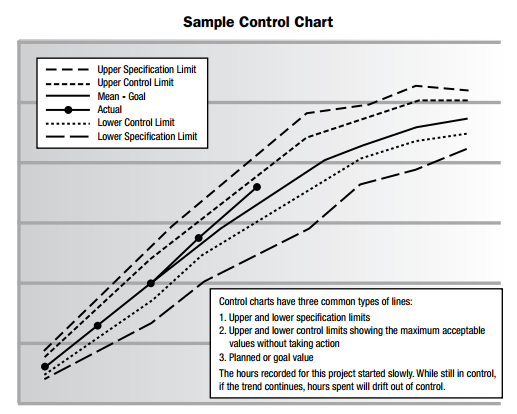 Sample Control Chart
Upper Specification Limit
Upper Control Limit
Mean - Goal
Actual
Lower Control Limit
Lower Specification Limit
Control charts have three common types of lines:
1. Upper and lower specification limits
2. Upper and lower control limits showing the maximum acceptable
values without taking action
3. Planned or goal value
The hours recorded for this project started slowly. While still in control,
if the trend continues, hours spent will drift out of control.